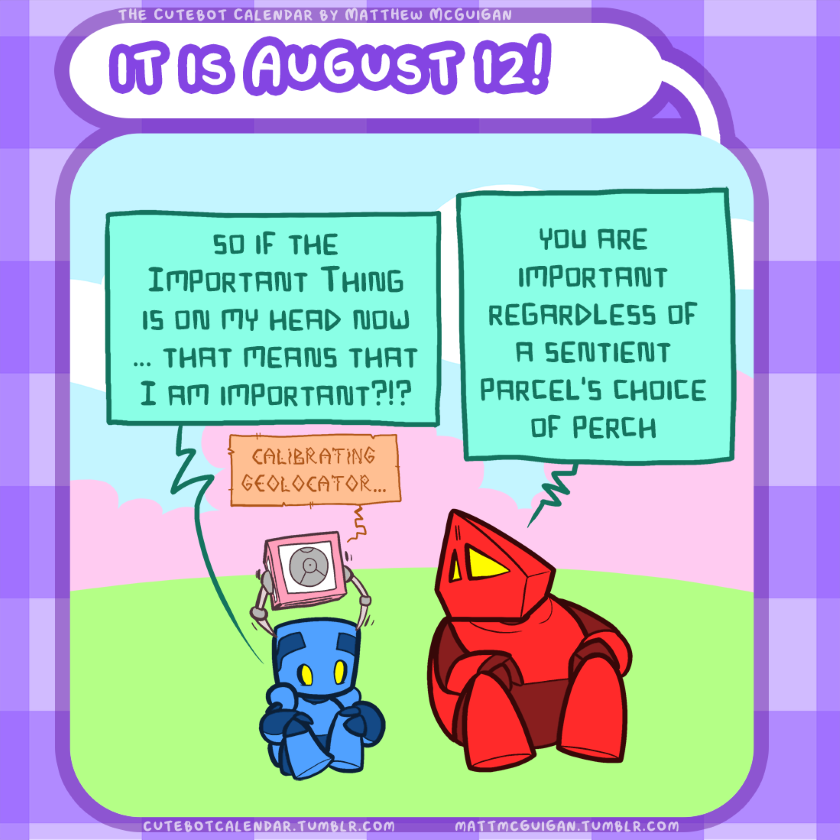 THE CUTEBOT CALENDAR BY MATTHEW MCGUIGAN
IT IS AUGUST 12!
SO IF THE
IMPORTANT THING
IS ON MY HEAD NOW
... THAT MEANS THAT
I AM IMPORTANT?!?
YOU ARE
IMPORTANT
REGARDLESS OF
A SENTIENT
PARCEL'S CHOICE
OF PERCH
CALIBRATING
GEOLOCATOR...
CUTEBOTCALENDAR.TUMBLR.COM
MATTMCGUIGAN.TUMBLR.COM